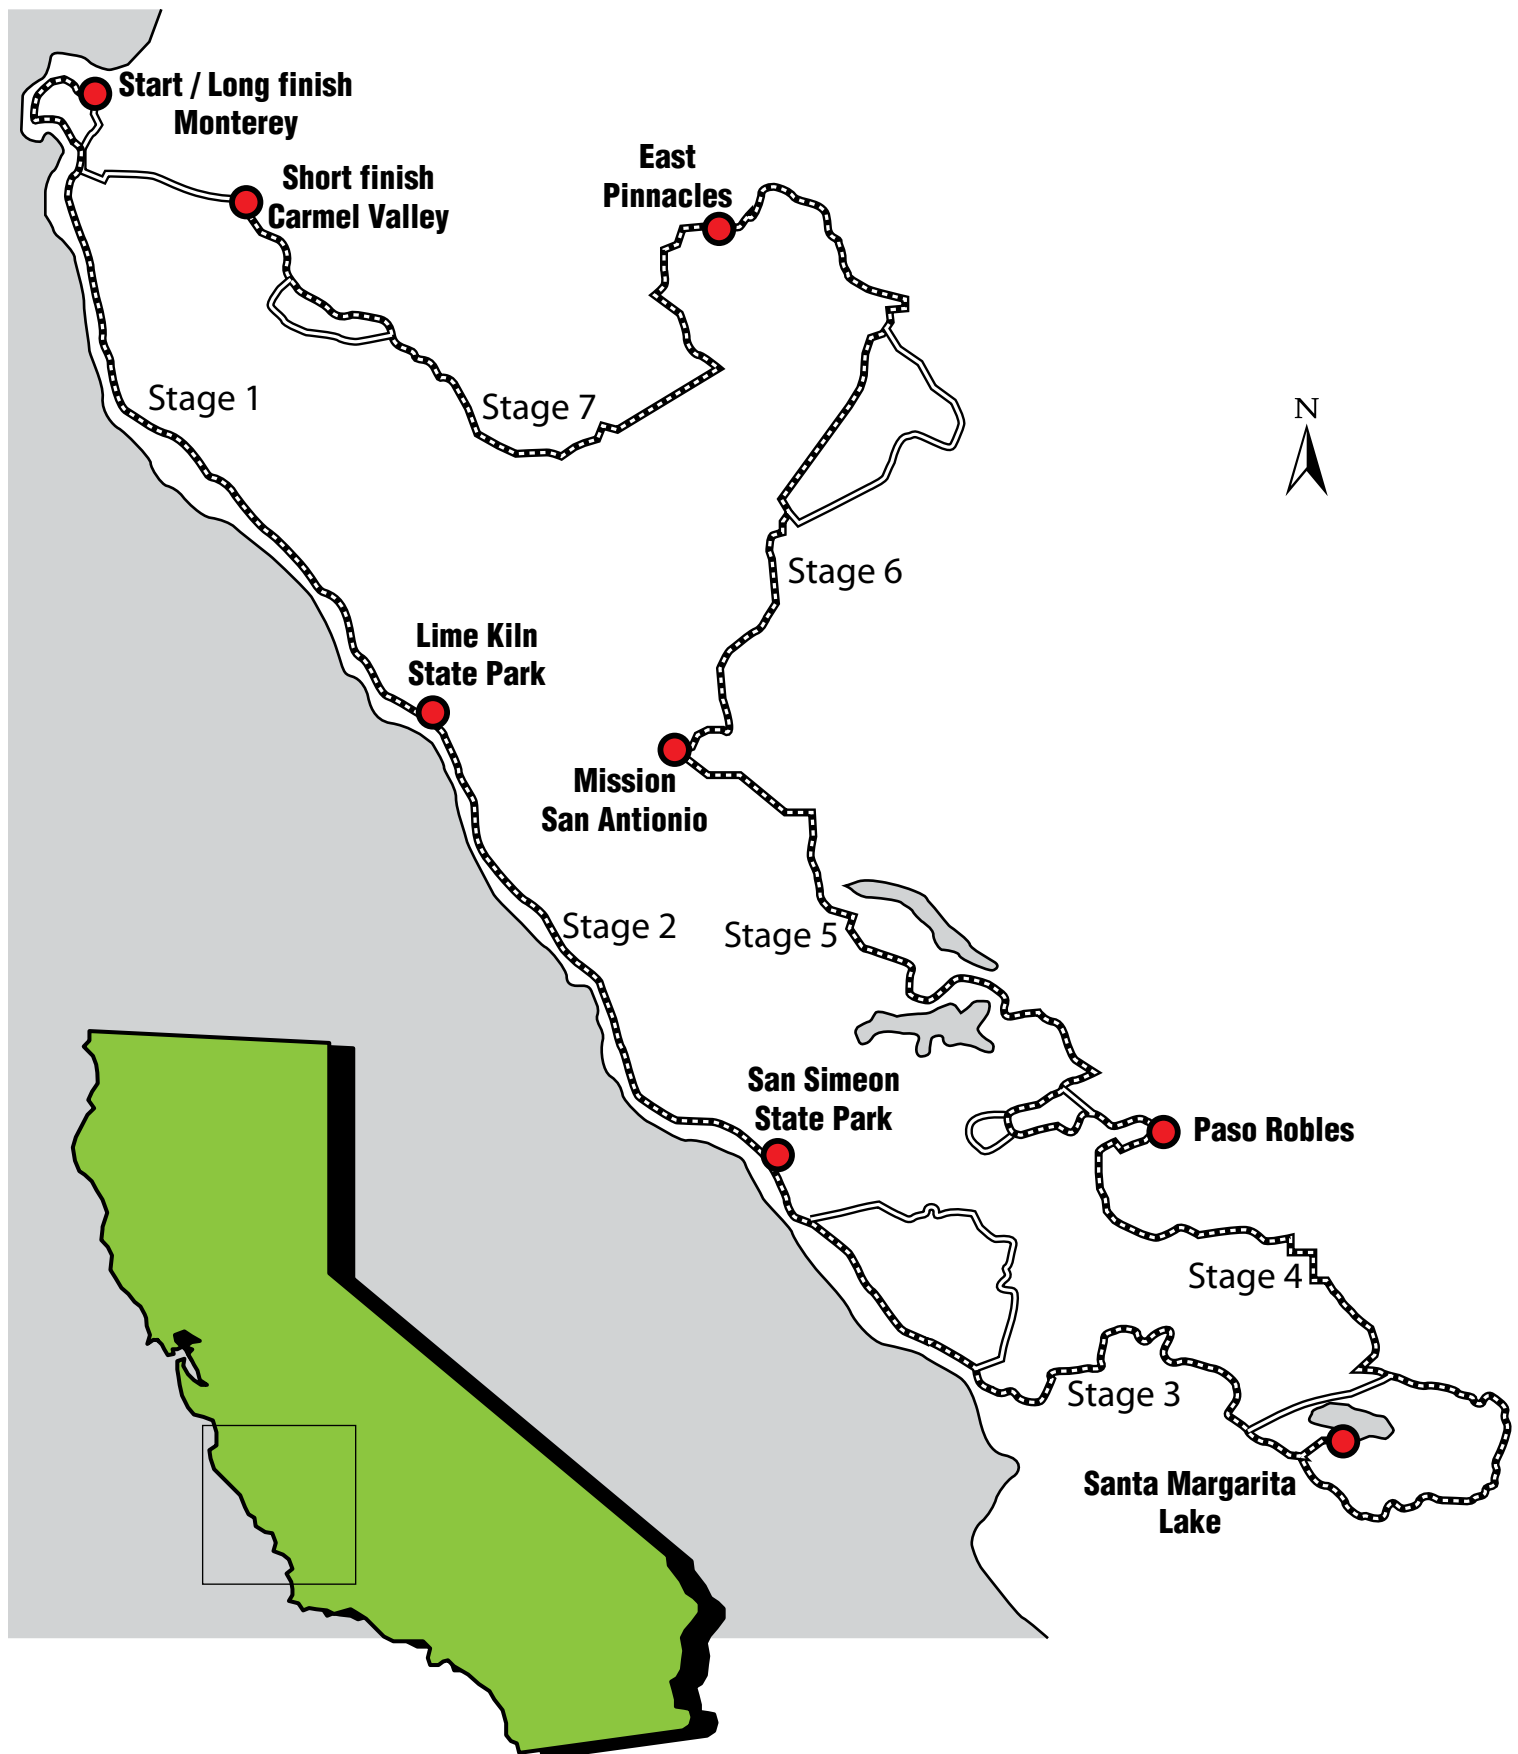 Start / Long finish
Monterey
East
Pinnacles
Short finish
Carmel Valley
Stage 1
Stage 7
N
Stage 6
Lime Kiln
State Park
Mission
San Antionio
Stage 2
Stage 5
San Simeon
State Park
Paso Robles
Stage 4
Stage 3
Santa Margarita
Lake